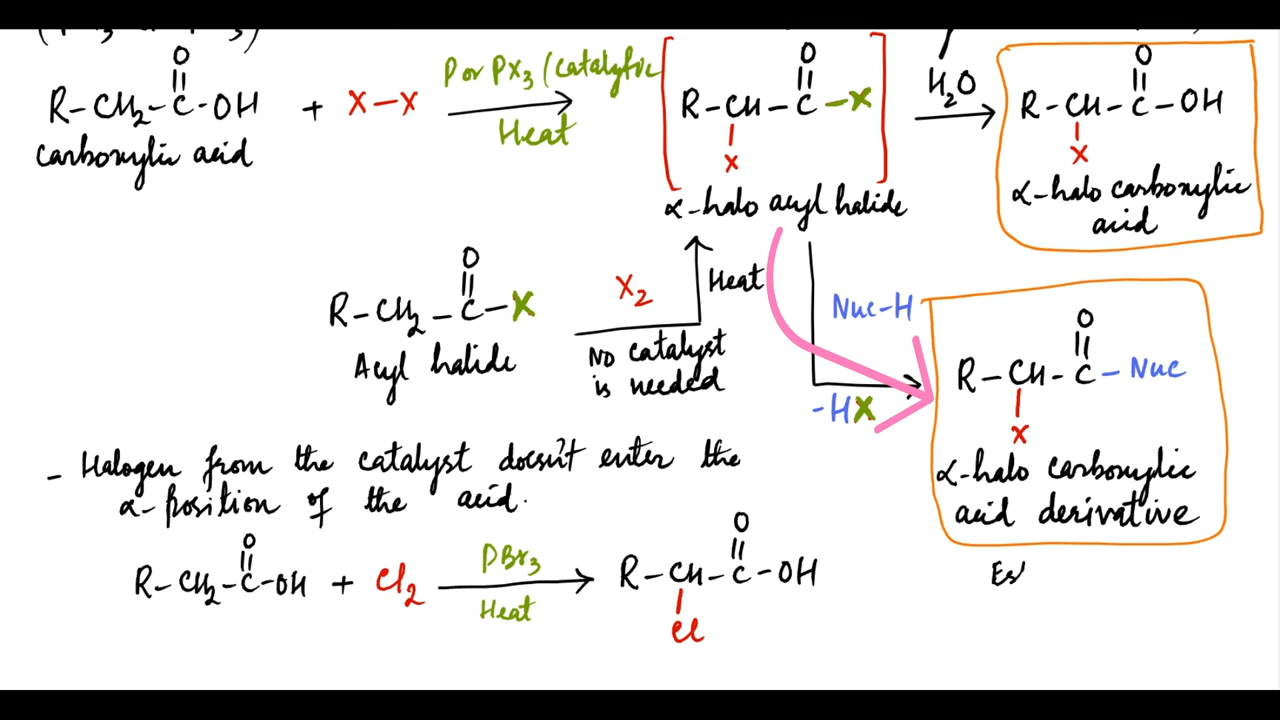 O
R-CH2-C-OH + X-X
P or PX3 (catalytic
Heat
O
R-CH-C-X
X
H2O
O
R-CH-C-OH
X
carboxylic acid
α-halo acyl halide
α-halo carboxylic
acid
O
R-CH2-C-X
Acyl halide
X2
No catalyst
is needed
Heat
Nuc-H
-HX
O
R-CH-C-Nuc
X
α-halo carboxylic
acid derivative
- Halogen from the catalyst doesn't enter the
α-position of the acid.
O
R-CH2-C-OH + Cl2
PBr3
Heat
O
R-CH-C-OH
Cl
Es